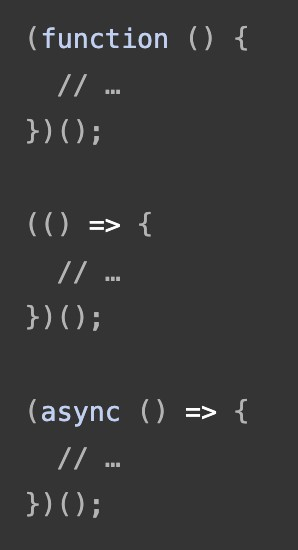 (function () {
  // …
})();

(() => {
  // …
})();

(async () => {
  // …
})();